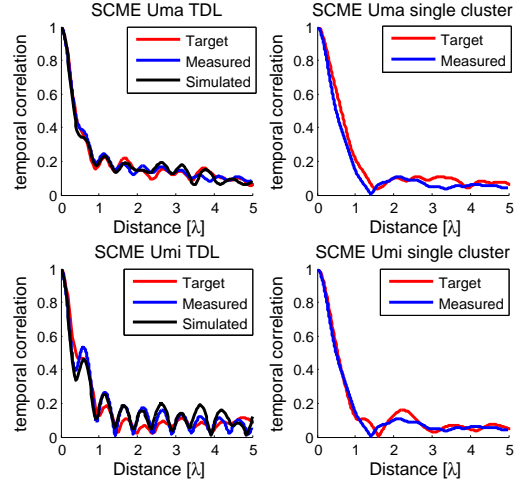 SCME Uma TDL
temporal correlation
1
0.8
0.6
0.4
0.2
0
Target
Measured
Simulated
0 1 2 3 4 5
Distance [λ]
SCME Uma single cluster
temporal correlation
1
0.8
0.6
0.4
0.2
0
Target
Measured
0 1 2 3 4 5
Distance [λ]
SCME Umi TDL
temporal correlation
1
0.8
0.6
0.4
0.2
0
Target
Measured
Simulated
0 1 2 3 4 5
Distance [λ]
SCME Umi single cluster
temporal correlation
1
0.8
0.6
0.4
0.2
0
Target
Measured
0 1 2 3 4 5
Distance [λ]